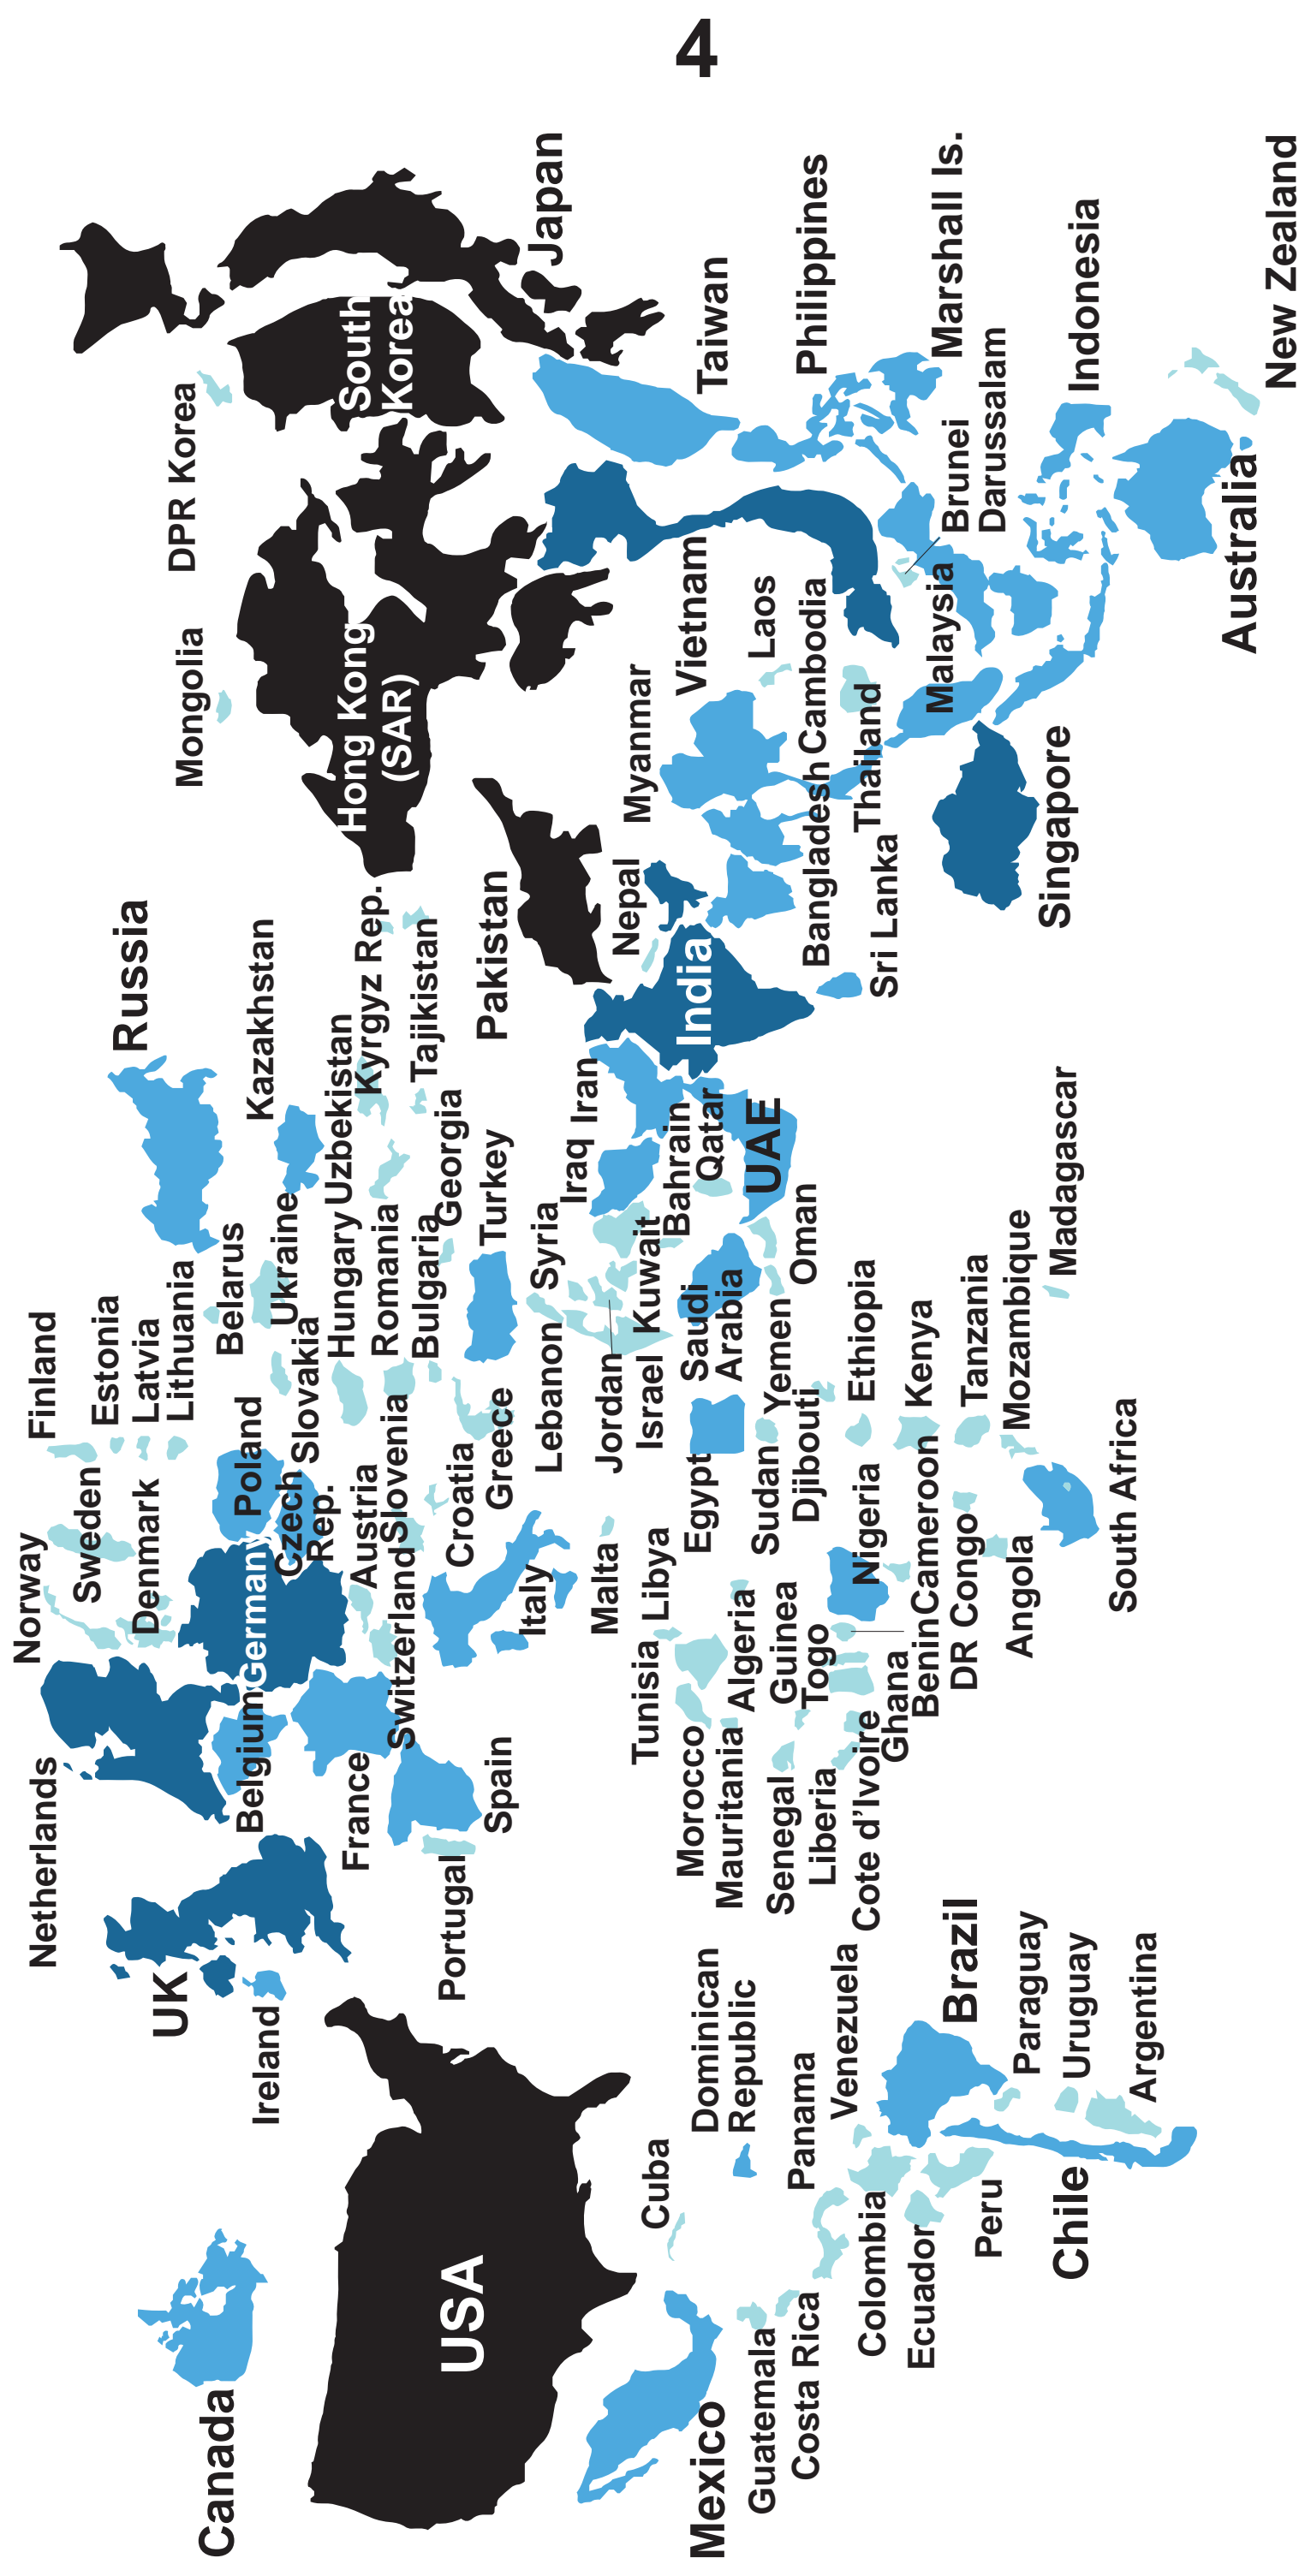 4
Norway
Sweden
Finland
Denmark
Estonia
Latvia
Lithuania
Netherlands
UK
Ireland
Belgium
Germany
Poland
Czech
Rep.
Slovakia
Belarus
Ukraine
Russia
Kazakhstan
Mongolia
DPR Korea
South
Korea
Japan
Canada
USA
France
Switzerland
Austria
Slovenia
Hungary
Romania
Bulgaria
Croatia
Uzbekistan
Kyrgyz Rep.
Tajikistan
Georgia
Hong Kong
(SAR)
Portugal
Spain
Italy
Greece
Turkey
Pakistan
Malta
Lebanon
Syria
Iraq
Iran
Jordan
Israel
Kuwait
Bahrain
Qatar
UAE
Saudi
Arabia
Oman
Yemen
Nepal
India
Myanmar
Vietnam
Taiwan
Laos
Bangladesh
Cambodia
Thailand
Philippines
Sri Lanka
Malaysia
Brunei
Darussalam
Marshall Is.
Singapore
Indonesia
Australia
New Zealand
Tunisia
Libya
Egypt
Morocco
Algeria
Mauritania
Sudan
Djibouti
Senegal
Guinea
Liberia
Togo
Cote d’Ivoire
Ghana
Benin
Nigeria
Cameroon
Ethiopia
Kenya
DR Congo
Tanzania
Angola
Mozambique
Madagascar
South Africa
Mexico
Cuba
Dominican
Republic
Guatemala
Costa Rica
Panama
Venezuela
Colombia
Ecuador
Brazil
Peru
Paraguay
Chile
Uruguay
Argentina